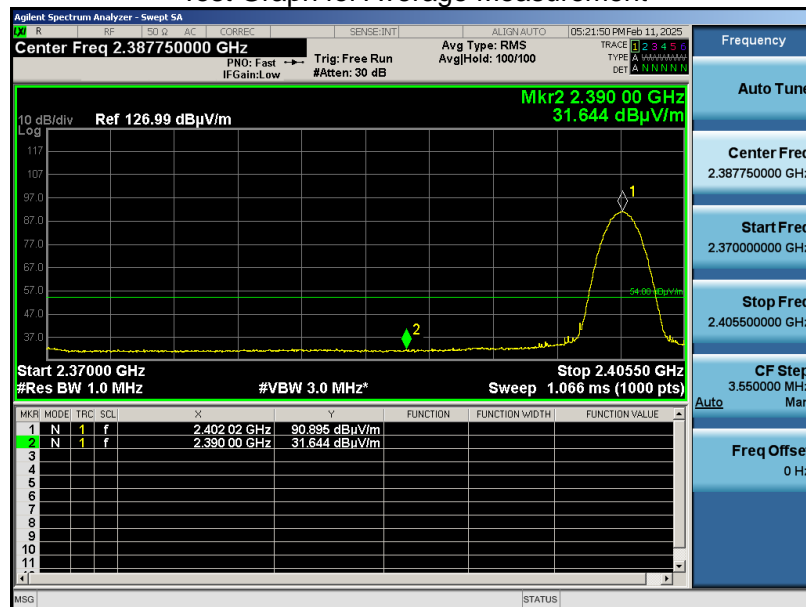 Agilent Spectrum Analyzer - Swept SA
LXI R RF 50 Ω AC CORREC SENSE:INT ALIGN AUTO 05:21:50 PM Feb 11, 2025
Center Freq 2.387750000 GHz
PNO: Fast
IFGain:Low
Trig: Free Run
#Atten: 30 dB
Avg Type: RMS
Avg|Hold: 100/100
TRACE 1 2 3 4 5 6
TYPE A WWWWW
DET A N N N N N
Mkr2 2.390 00 GHz
31.644 dBµV/m
10 dB/div Ref 126.99 dBµV/m
Log
117
107
97.0
87.0
77.0
67.0
57.0
47.0
37.0
1
2
54.00 dBµV/m
Start 2.37000 GHz Stop 2.40550 GHz
#Res BW 1.0 MHz #VBW 3.0 MHz* Sweep 1.066 ms (1000 pts)
MKR MODE TRC SCL X Y FUNCTION FUNCTION WIDTH FUNCTION VALUE
1 N 1 f 2.402 02 GHz 90.895 dBµV/m
2 N 1 f 2.390 00 GHz 31.644 dBµV/m
3
4
5
6
7
8
9
10
11
MSG STATUS
Frequency
Auto Tune
Center Freq
2.387750000 GHz
Start Freq
2.370000000 GHz
Stop Freq
2.405500000 GHz
CF Step
3.550000 MHz
Auto Man
Freq Offset
0 Hz